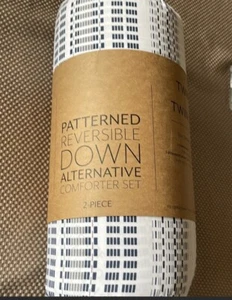 PATTERNED
REVERSIBLE
DOWN
ALTERNATIVE
COMFORTER SET
2-PIECE